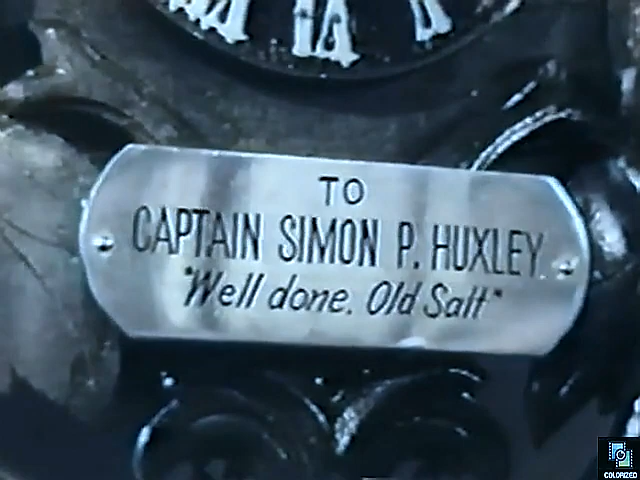 TO
CAPTAIN SIMON P. HUXLEY
"Well done. Old Salt"
COLORIZED